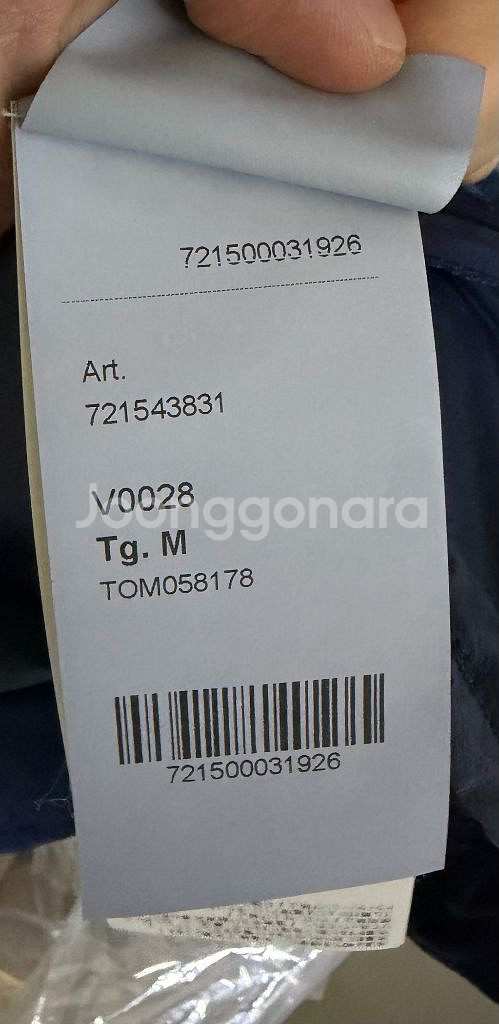 721500031926
Art.
721543831
V0028
Joonggonara
Tg. M
TOM058178
721500031926